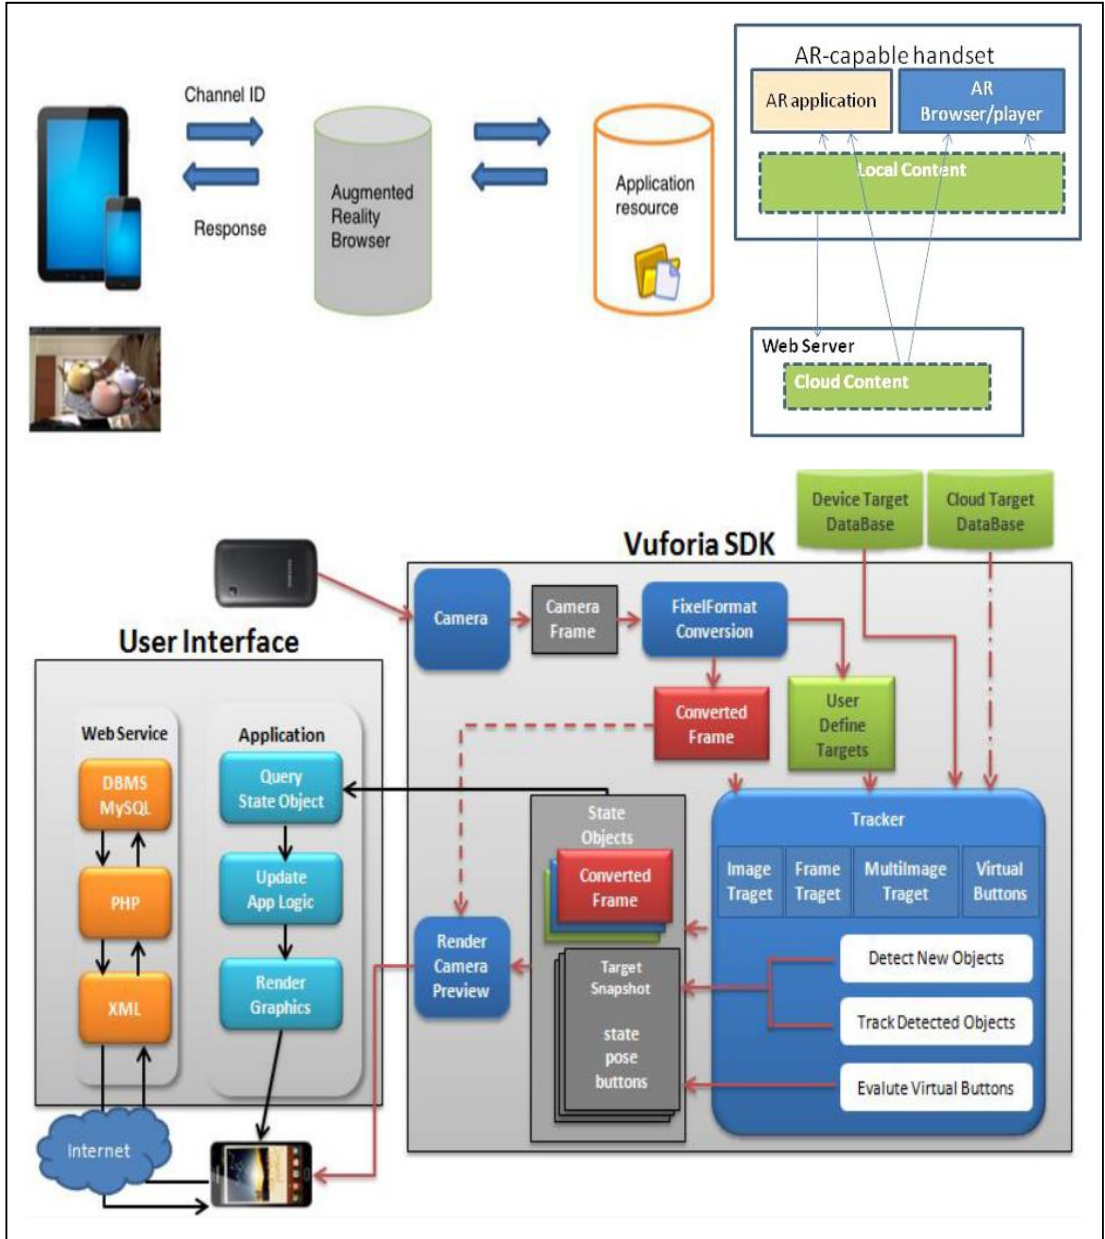 Channel ID
Response
Augmented
Reality
Browser
Application
resource
AR-capable handset
AR application
AR
Browser/player
Local Content
Web Server
Cloud Content
Device Target
DataBase
Cloud Target
DataBase
Vuforia SDK
Camera
Camera
Frame
FixelFormat
Conversion
Converted
Frame
User
Define
Targets
User Interface
Web Service
DBMS
MySQL
PHP
XML
Application
Query
State Object
Update
App Logic
Render
Graphics
Render
Camera
Preview
State
Objects
Converted
Frame
Target
Snapshot
state
pose
buttons
Tracker
Image
Traget
Frame
Traget
MultiImage
Traget
Virtual
Buttons
Detect New Objects
Track Detected Objects
Evalute Virtual Buttons
Internet